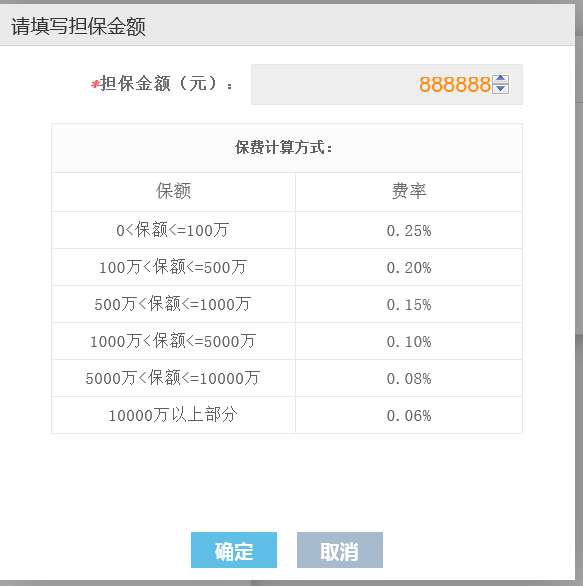 请填写担保金额
*担保金额（元）： 888888
保费计算方式：
保额 费率
0<保额<=100万 0.25%
100万<保额<=500万 0.20%
500万<保额<=1000万 0.15%
1000万<保额<=5000万 0.10%
5000万<保额<=10000万 0.08%
10000万以上部分 0.06%
确定 取消